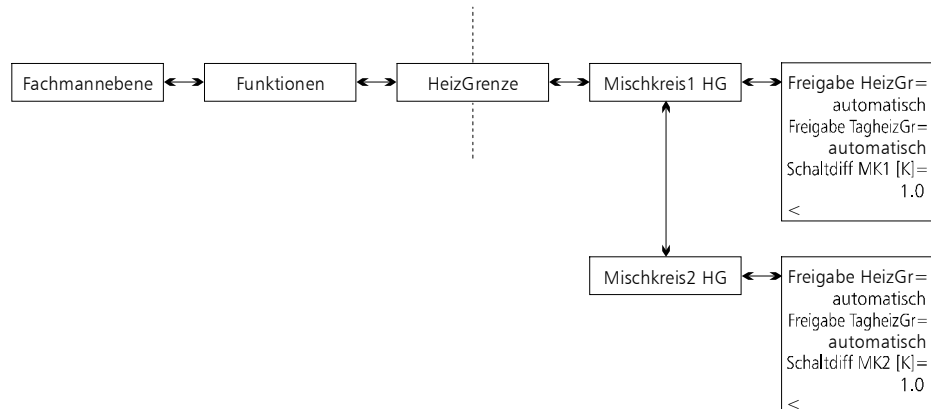 Fachmannebene
Funktionen
HeizGrenze
Mischkreis1 HG
Freigabe HeizGr=
automatisch
Freigabe TagheizGr=
automatisch
Schaltdiff MK1 [K]=
1.0
<
Mischkreis2 HG
Freigabe HeizGr=
automatisch
Freigabe TagheizGr=
automatisch
Schaltdiff MK2 [K]=
1.0
<